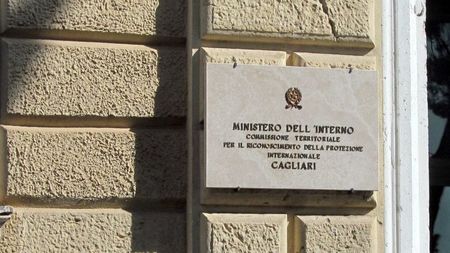 MINISTERO DELL'INTERNO
COMMISSIONE TERRITORIALE
PER IL RICONOSCIMENTO DELLA PROTEZIONE
INTERNAZIONALE
CAGLIARI